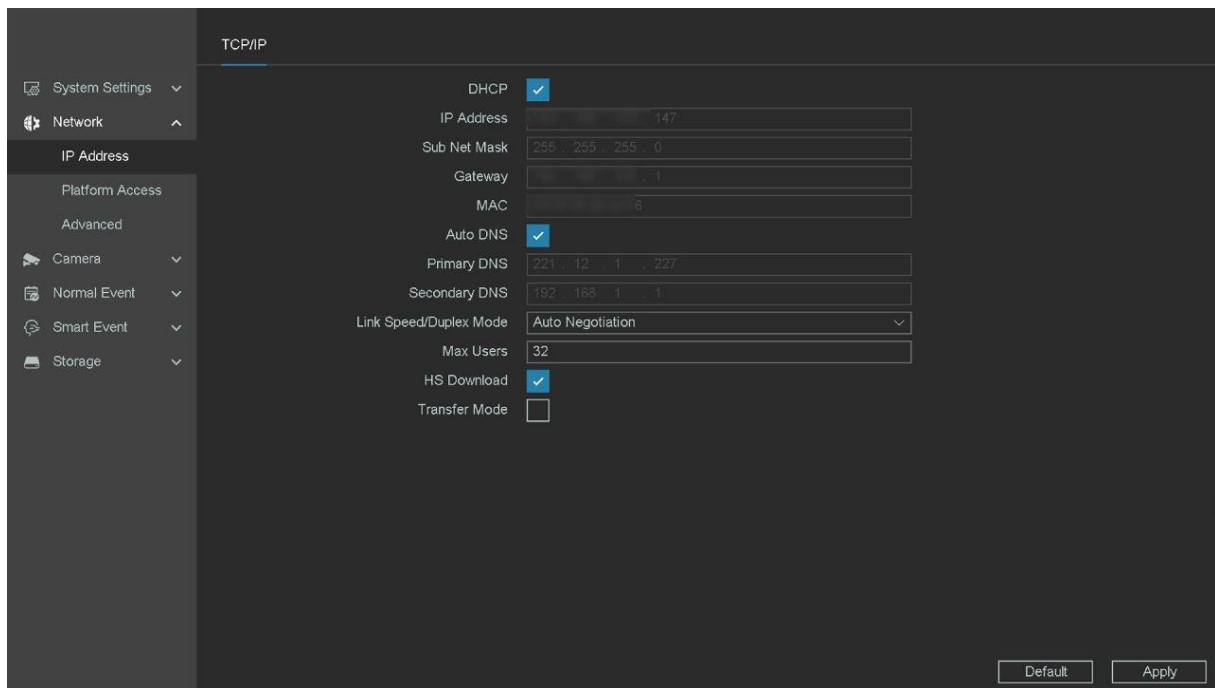 TCP/IP
System Settings
Network
IP Address
Platform Access
Advanced
Camera
Normal Event
Smart Event
Storage
DHCP
IP Address 147
Sub Net Mask 255 . 255 . 255 . 0
Gateway . 1
MAC 6
Auto DNS
Primary DNS 221 . 12 . 1 . 227
Secondary DNS 192 . 168 . 1 . 1
Link Speed/Duplex Mode Auto Negotiation
Max Users 32
HS Download
Transfer Mode
Default Apply